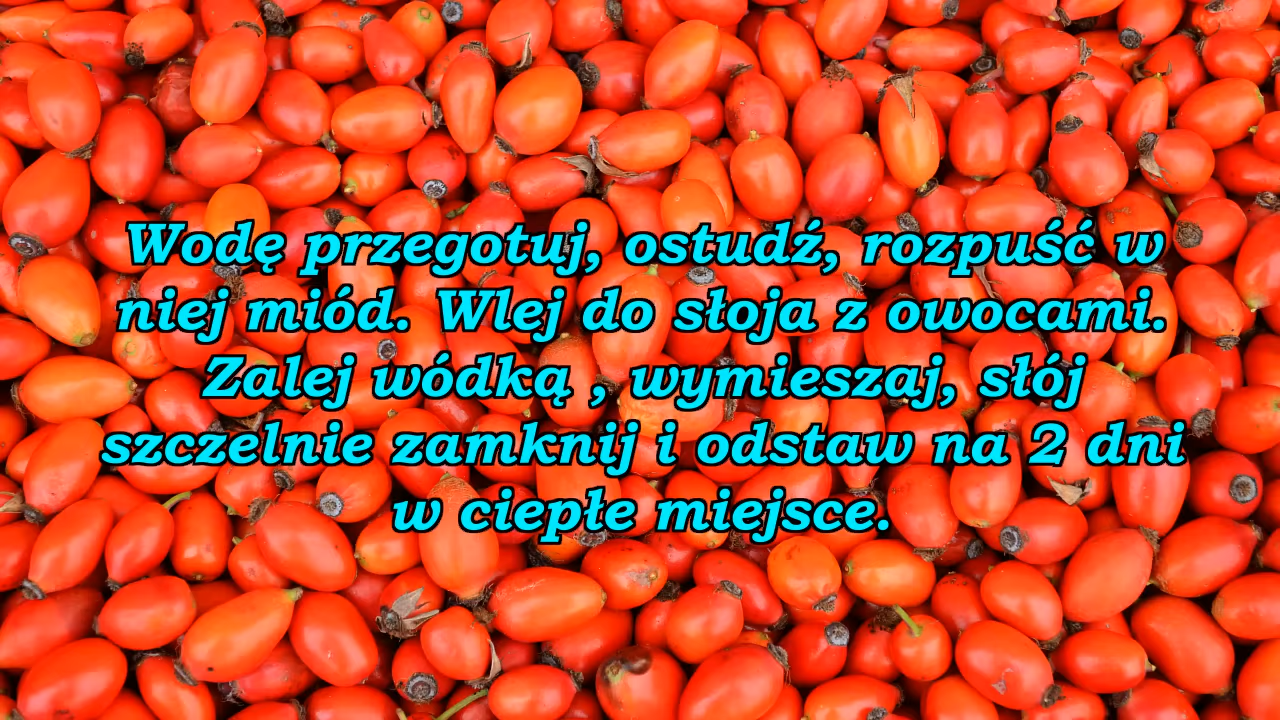 Wodę przegotuj, ostudź, rozpuść w
niej miód. Wlej do słoja z owocami.
Zalej wódką , wymieszaj, słój
szczelnie zamknij i odstaw na 2 dni
w ciepłe miejsce.